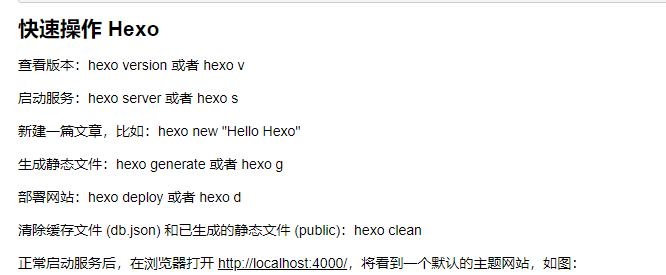 快速操作 Hexo
查看版本：hexo version 或者 hexo v
启动服务：hexo server 或者 hexo s
新建一篇文章，比如：hexo new "Hello Hexo"
生成静态文件：hexo generate 或者 hexo g
部署网站：hexo deploy 或者 hexo d
清除缓存文件 (db.json) 和已生成的静态文件 (public)：hexo clean
正常启动服务后，在浏览器打开 http://localhost:4000/，将看到一个默认的主题网站，如图：